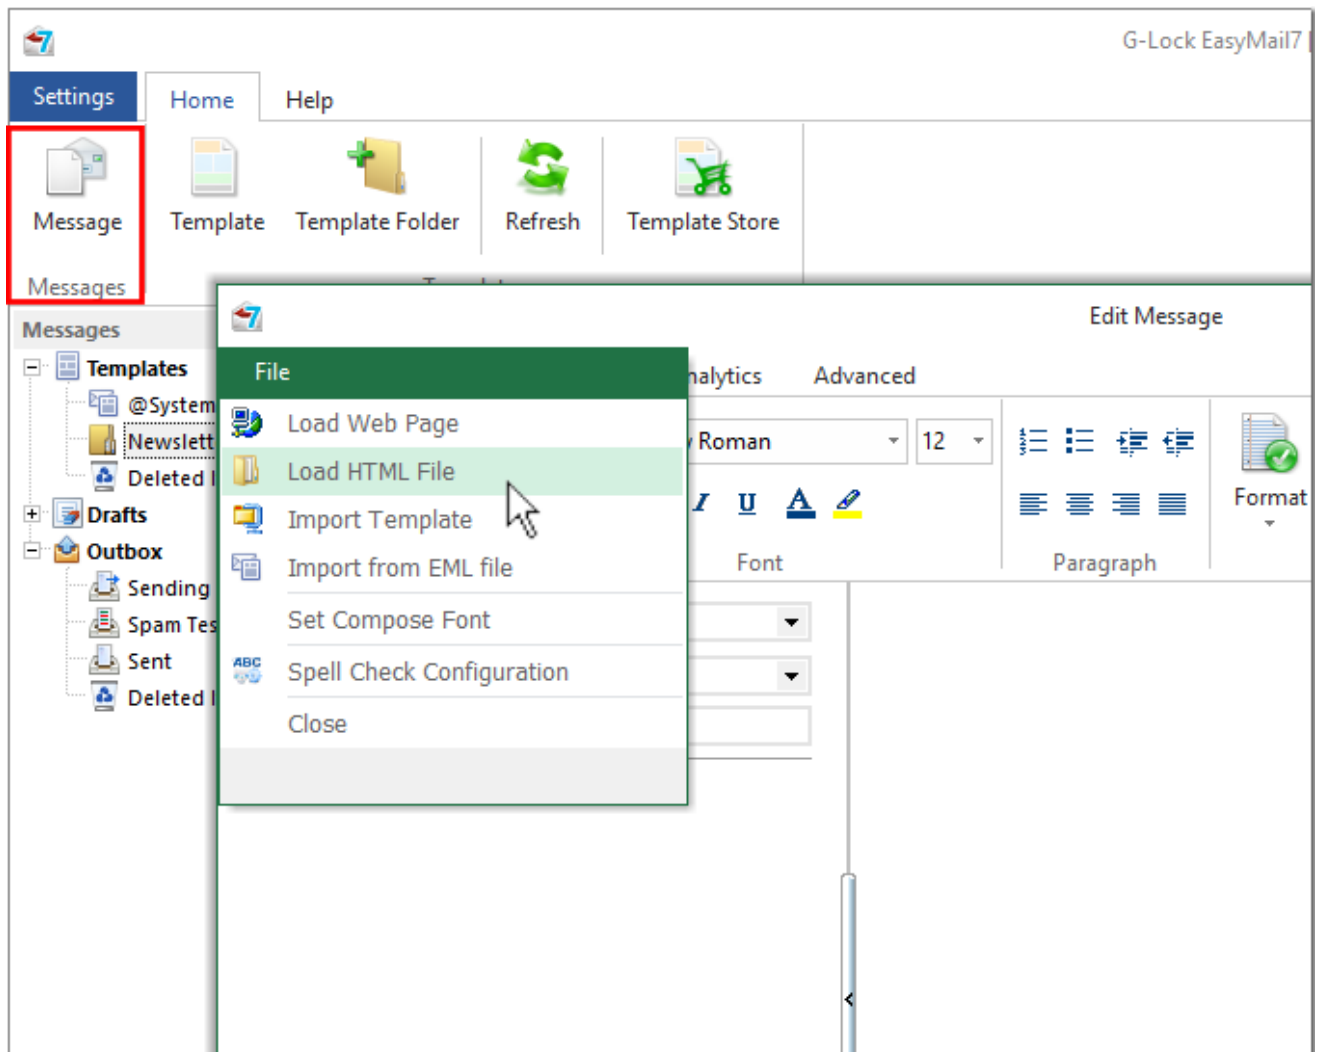 G-Lock EasyMail7
Settings
Home
Help
Message
Template
Template Folder
Refresh
Template Store
Messages
Edit Message
Messages
Templates
@System
Newslett
Deleted
Drafts
Outbox
Sending
Spam Tes
Sent
Deleted
File
nalytics
Advanced
Load Web Page
Load HTML File
Import Template
Import from EML file
Set Compose Font
ABC
Spell Check Configuration
Close
Roman
12
I U A
Font
Paragraph
Format